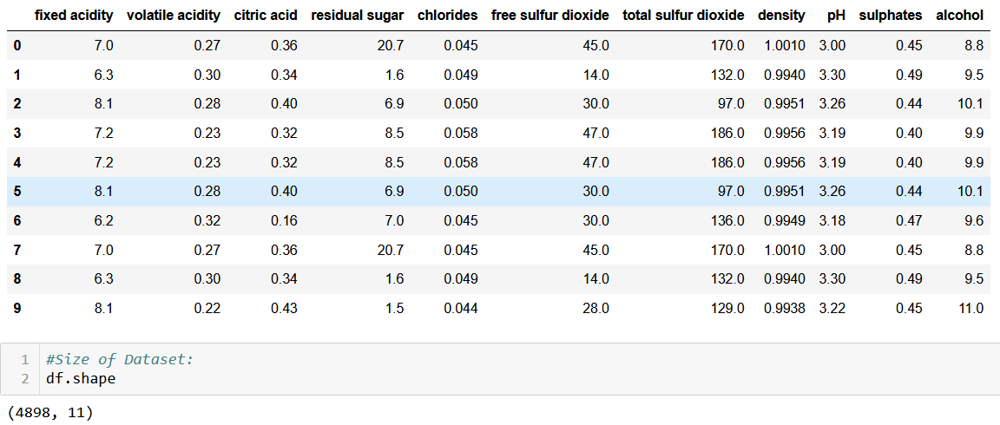 fixed acidity volatile acidity citric acid residual sugar chlorides free sulfur dioxide total sulfur dioxide density pH sulphates alcohol
0 7.0 0.27 0.36 20.7 0.045 45.0 170.0 1.0010 3.00 0.45 8.8
1 6.3 0.30 0.34 1.6 0.049 14.0 132.0 0.9940 3.30 0.49 9.5
2 8.1 0.28 0.40 6.9 0.050 30.0 97.0 0.9951 3.26 0.44 10.1
3 7.2 0.23 0.32 8.5 0.058 47.0 186.0 0.9956 3.19 0.40 9.9
4 7.2 0.23 0.32 8.5 0.058 47.0 186.0 0.9956 3.19 0.40 9.9
5 8.1 0.28 0.40 6.9 0.050 30.0 97.0 0.9951 3.26 0.44 10.1
6 6.2 0.32 0.16 7.0 0.045 30.0 136.0 0.9949 3.18 0.47 9.6
7 7.0 0.27 0.36 20.7 0.045 45.0 170.0 1.0010 3.00 0.45 8.8
8 6.3 0.30 0.34 1.6 0.049 14.0 132.0 0.9940 3.30 0.49 9.5
9 8.1 0.22 0.43 1.5 0.044 28.0 129.0 0.9938 3.22 0.45 11.0
1 #Size of Dataset:
2 df.shape
(4898, 11)